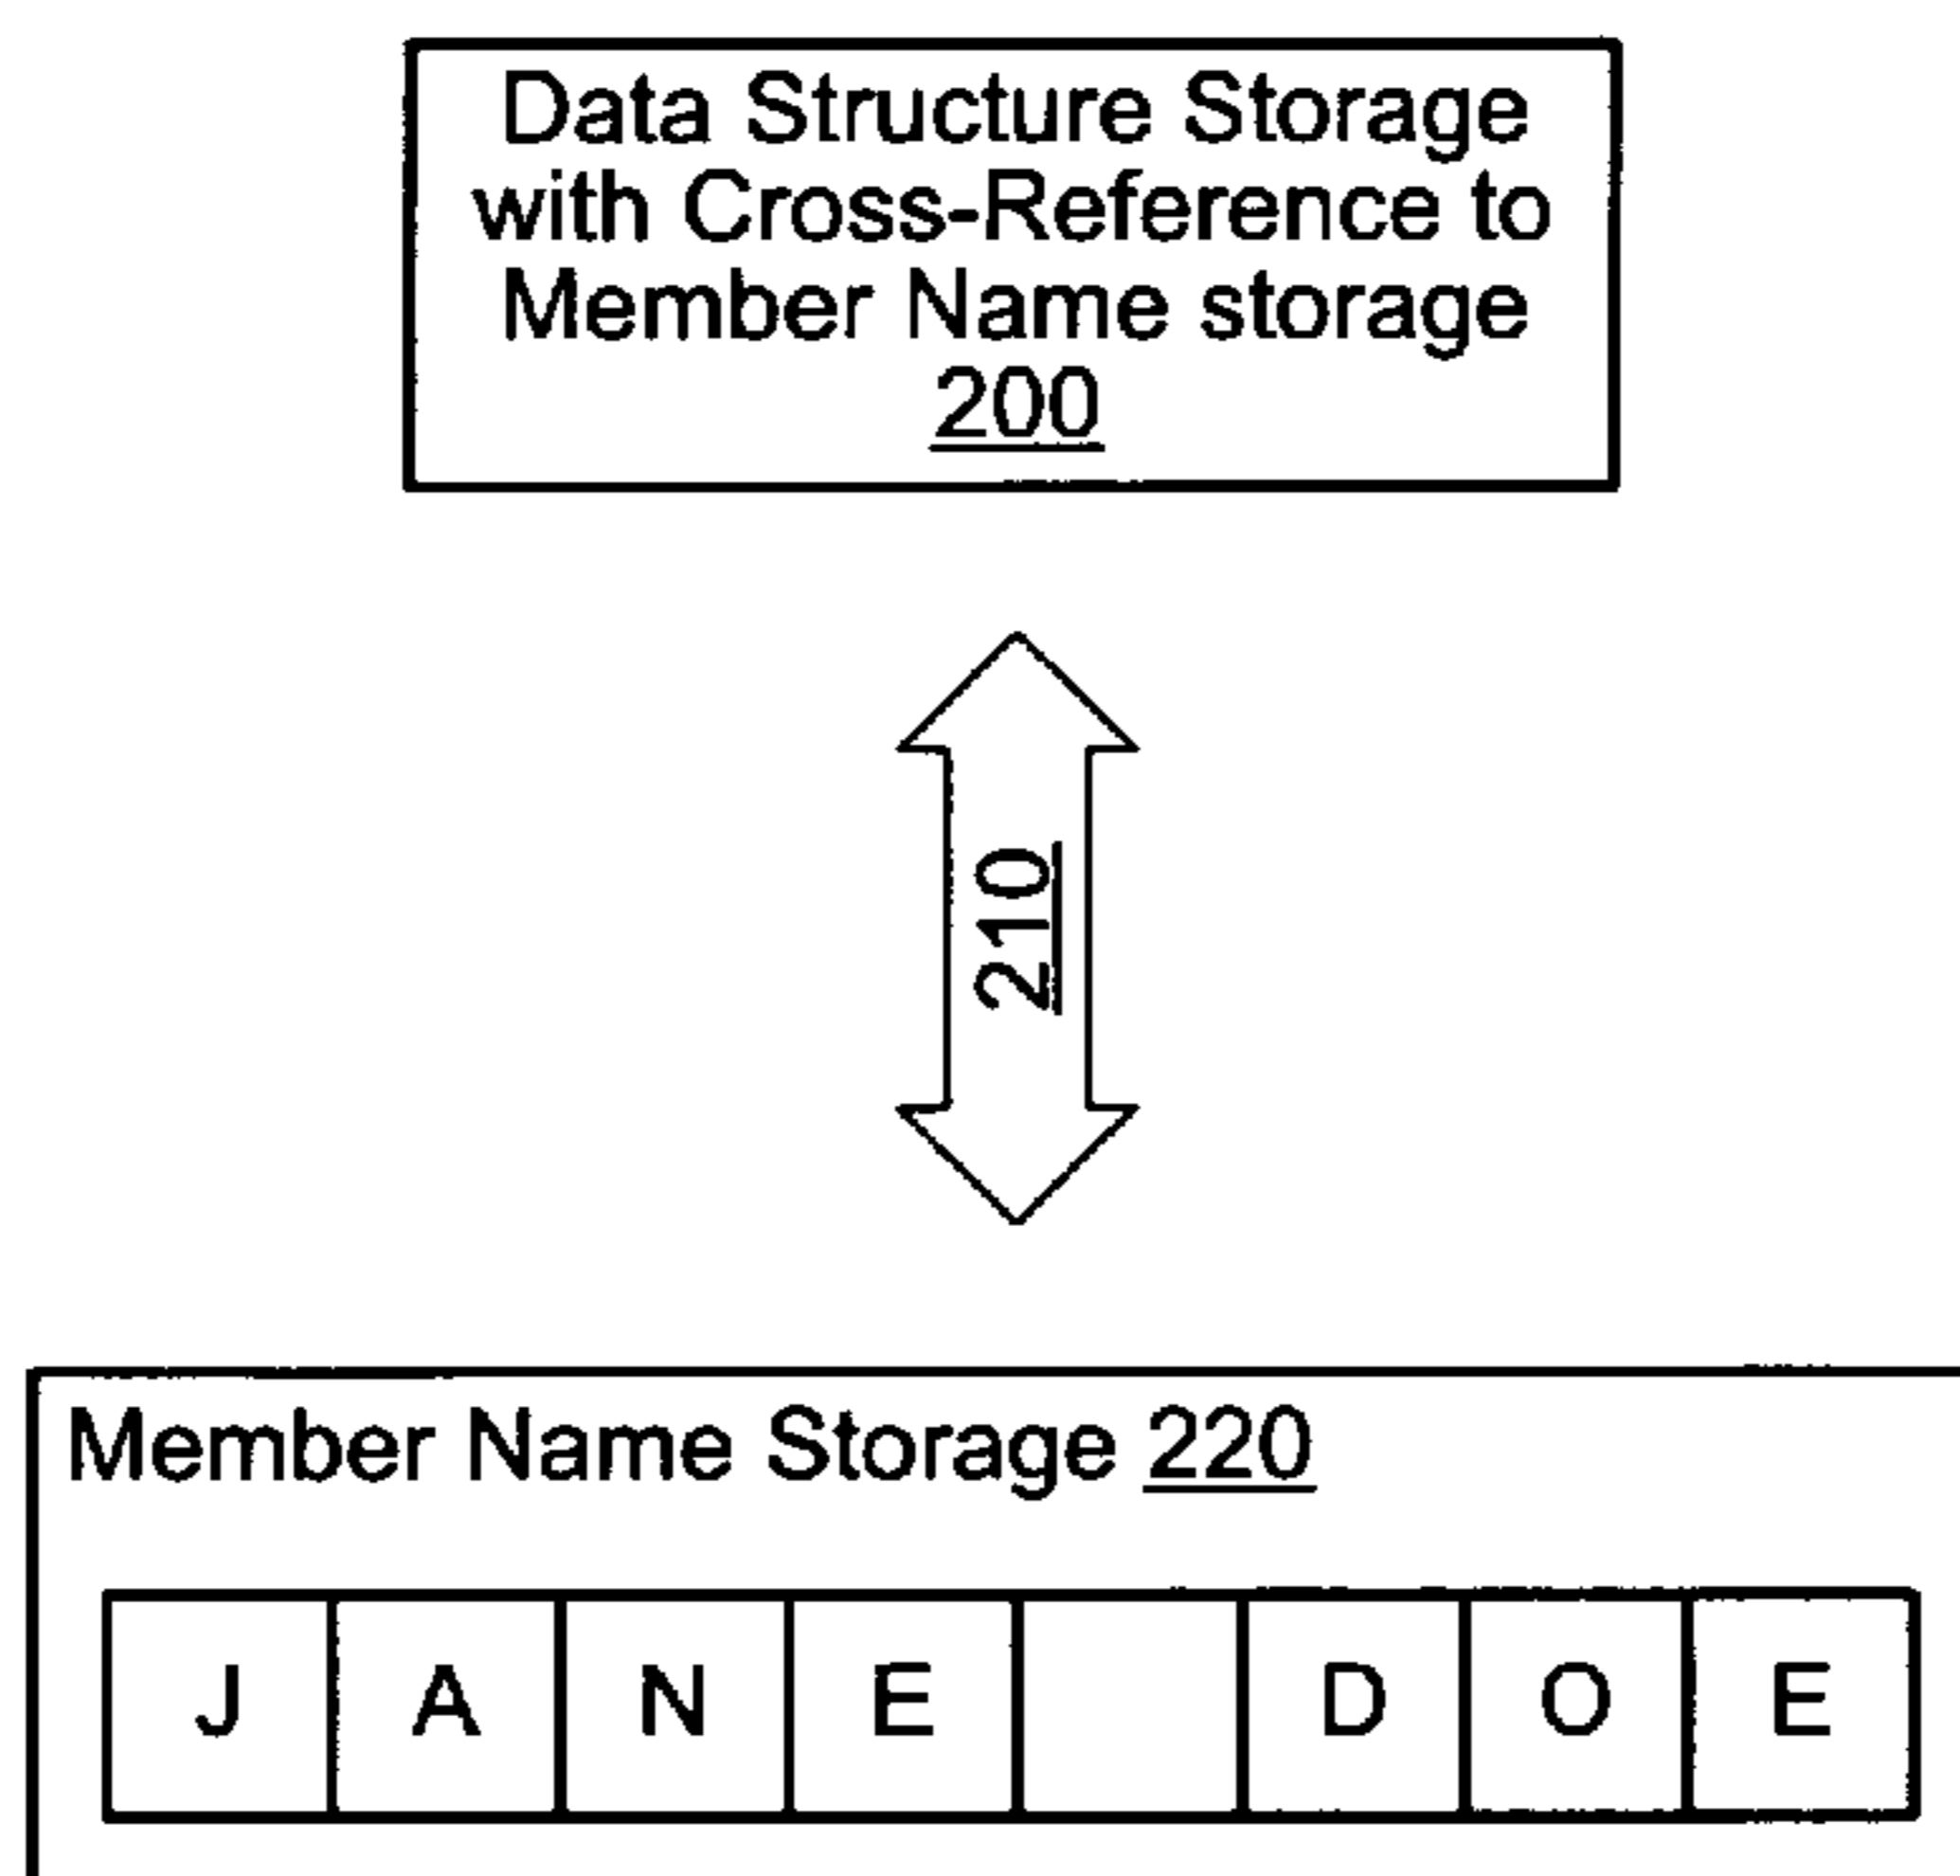 Data Structure Storage
with Cross-Reference to
Member Name storage
200
210
Member Name Storage 220
J A N E D O E